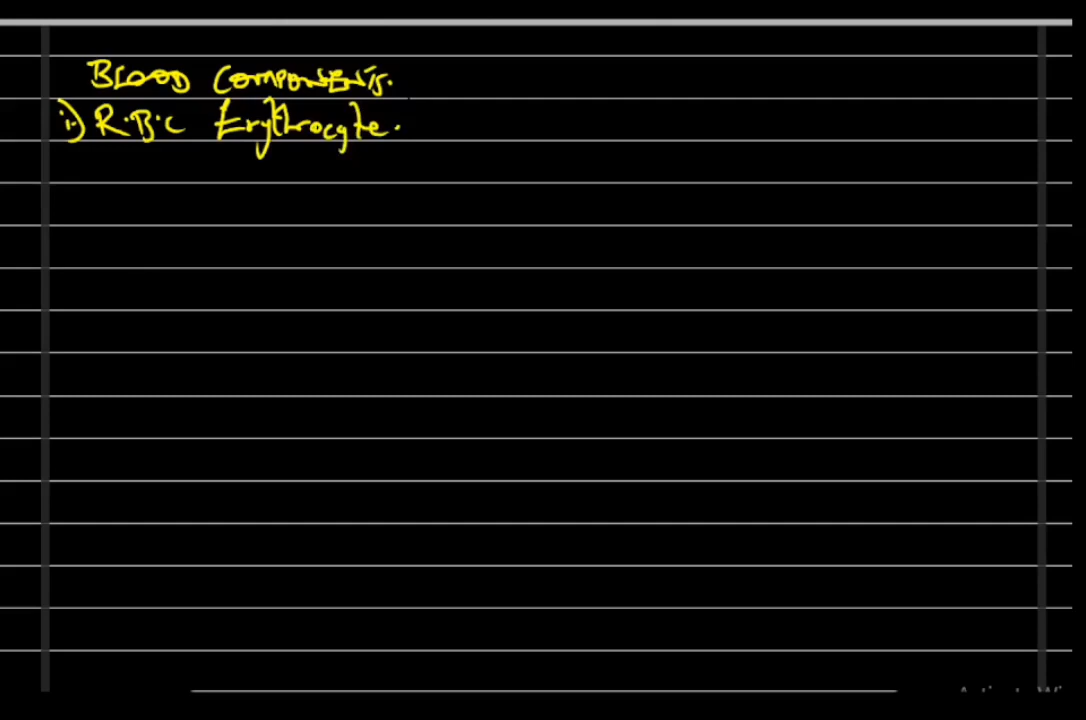 BLOOD COMPONENTS.
i-) R.B.C Erythrocyte.